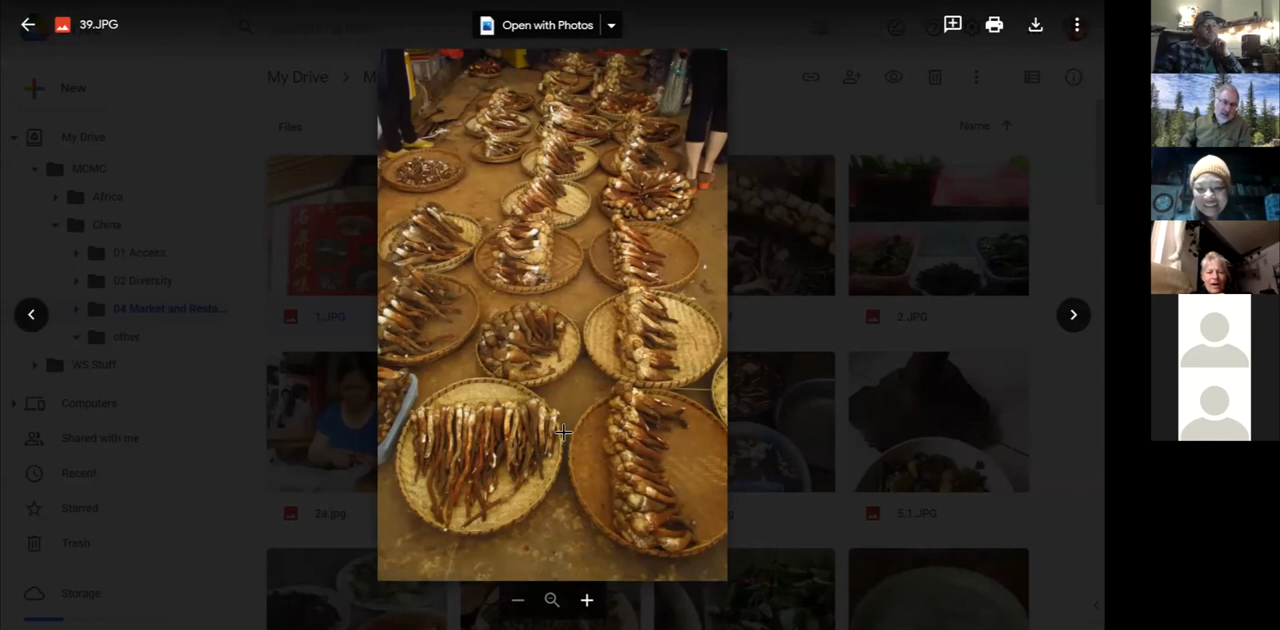 39.JPG
Open with Photos
New
My Drive
Files
Name
My Drive
MCMC
Africa
China
01 Access
02 Diversity
04 Market and Resta...
other
WS Stuff
1.JPG
2.JPG
Computers
Shared with me
Recent
Starred
2a.jpg
5.1.JPG
Trash
Storage